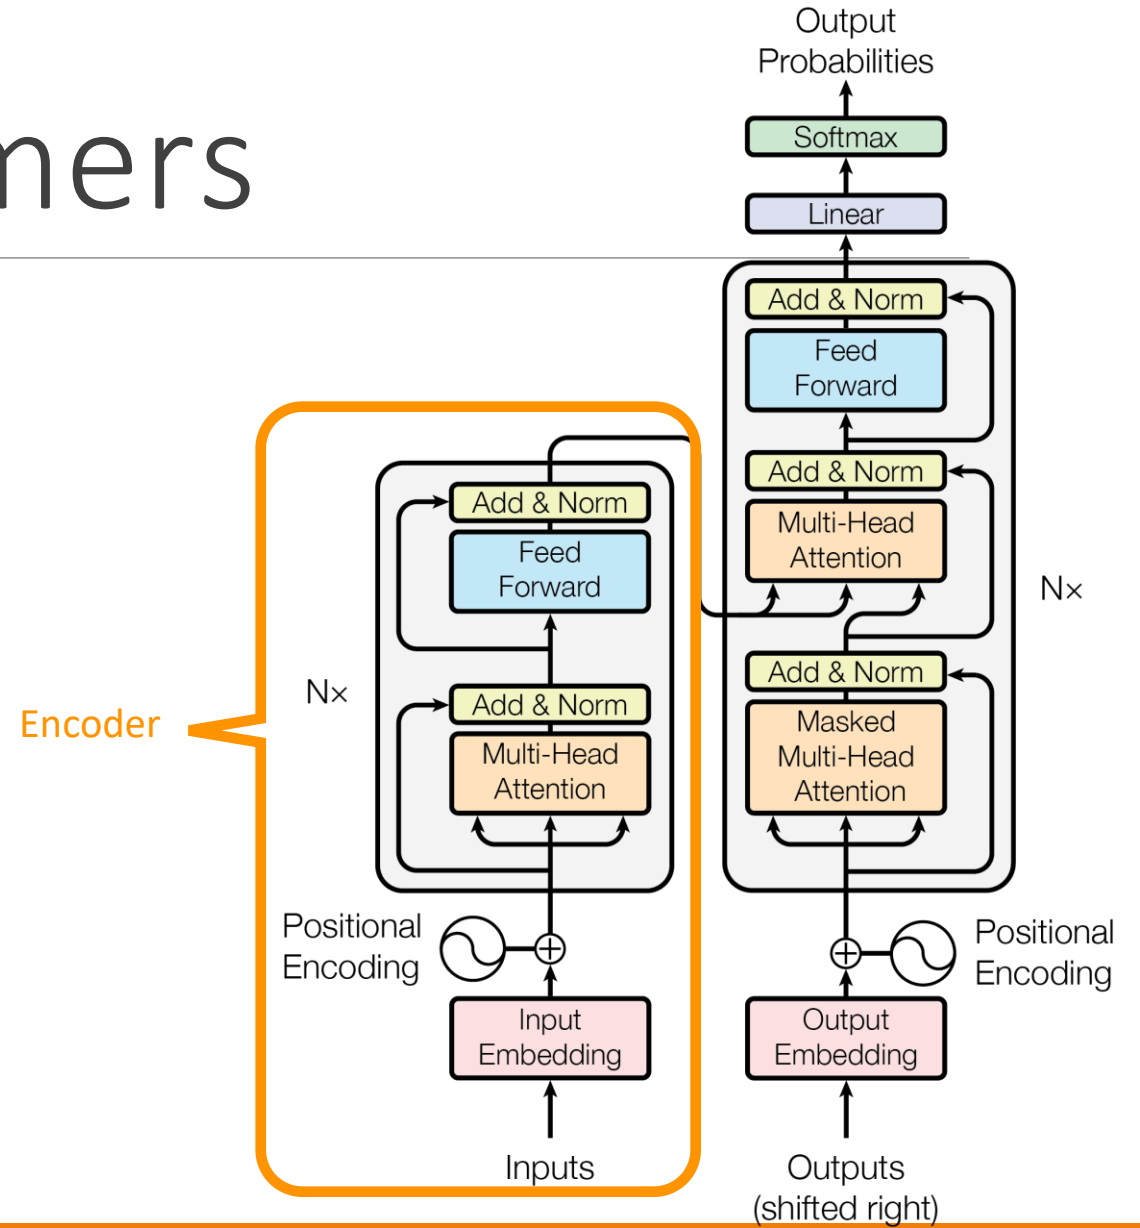 mers
Output
Probabilities
Softmax
Linear
Add & Norm
Feed
Forward
Add & Norm
Multi-Head
Attention
Nx
Add & Norm
Masked
Multi-Head
Attention
Positional
Encoding
Output
Embedding
Outputs
(shifted right)
Encoder
Add & Norm
Feed
Forward
Nx
Add & Norm
Multi-Head
Attention
Positional
Encoding
Input
Embedding
Inputs